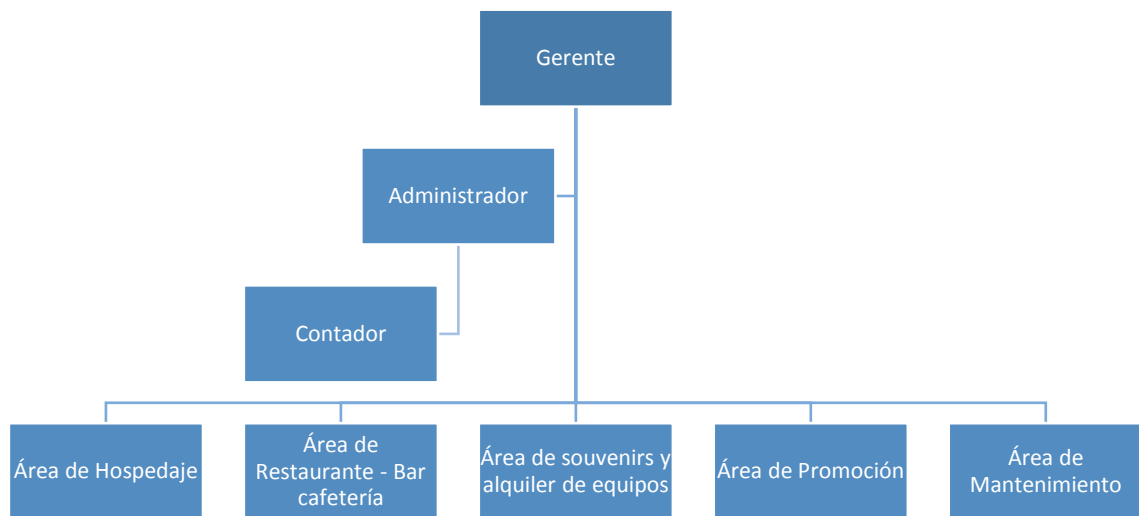 Gerente
Administrador
Contador
Área de Hospedaje
Área de
Restaurante - Bar
cafetería
Área de souvenirs y
alquiler de equipos
Área de Promoción
Área de
Mantenimiento